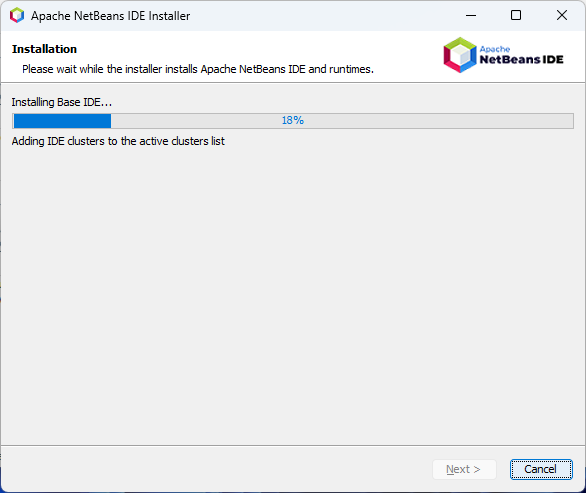 Apache NetBeans IDE Installer
Installation
Please wait while the installer installs Apache NetBeans IDE and runtimes.
Apache
NetBeans IDE
Installing Base IDE...
18%
Adding IDE clusters to the active clusters list
Next >
Cancel